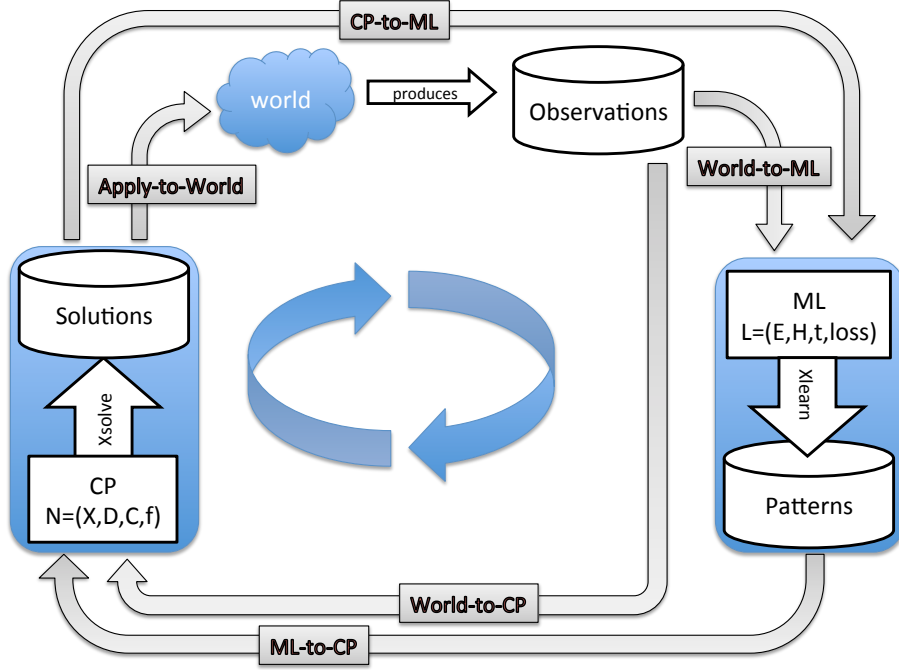 CP-to-ML
world
produces
Observations
World-to-ML
Apply-to-World
Solutions
Xsolve
CP
N=(X,D,C,f)
ML
L=(E,H,t,loss)
Xlearn
Patterns
World-to-CP
ML-to-CP